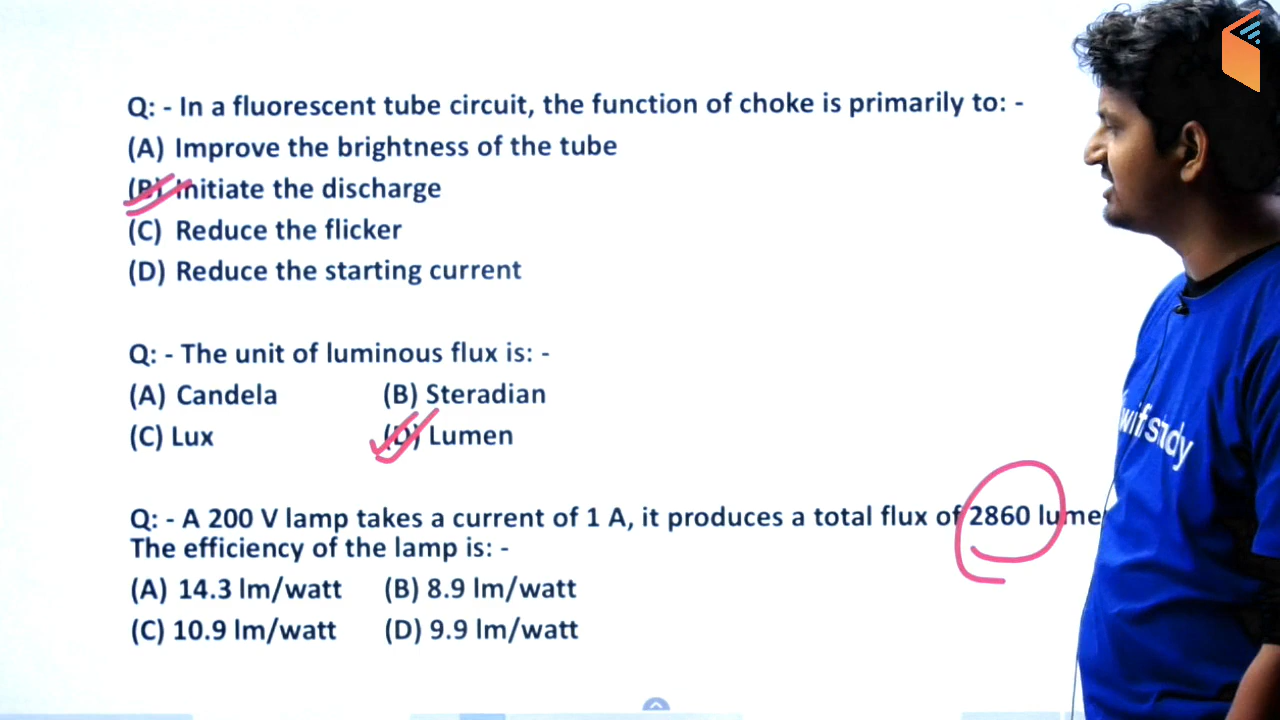 Q: - In a fluorescent tube circuit, the function of choke is primarily to: -
(A) Improve the brightness of the tube
(B) Initiate the discharge
(C) Reduce the flicker
(D) Reduce the starting current
Q: - The unit of luminous flux is: -
(A) Candela (B) Steradian
(C) Lux (D) Lumen
Q: - A 200 V lamp takes a current of 1 A, it produces a total flux of 2860 lume
The efficiency of the lamp is: -
(A) 14.3 lm/watt (B) 8.9 lm/watt
(C) 10.9 lm/watt (D) 9.9 lm/watt
wifistudy